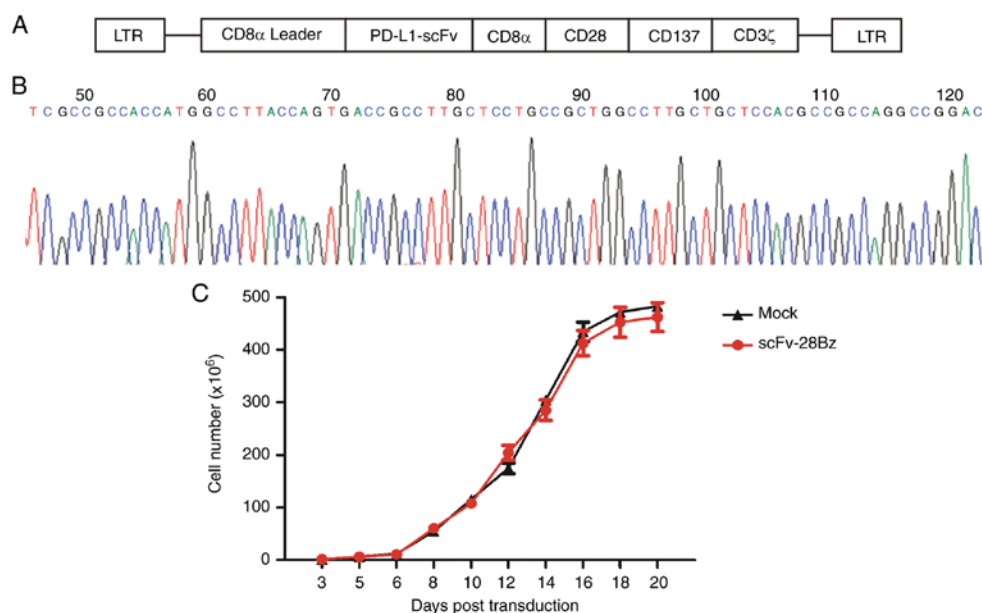 A
LTR CD8α Leader PD-L1-scFv CD8α CD28 CD137 CD3ζ LTR
B
50 60 70 80 90 100 110 120
T C G C C G C C A C C A T G G C C T T A C C A G T G A C C G C C T T G C T C C T G C C G C T G G C C T T G C T G C T C C A C G C C G C C A G G C C G G A C
C
500
400
300
200
100
0
Cell number (x10⁶)
3 5 6 8 10 12 14 16 18 20
Days post transduction
Mock
scFv-28Bz